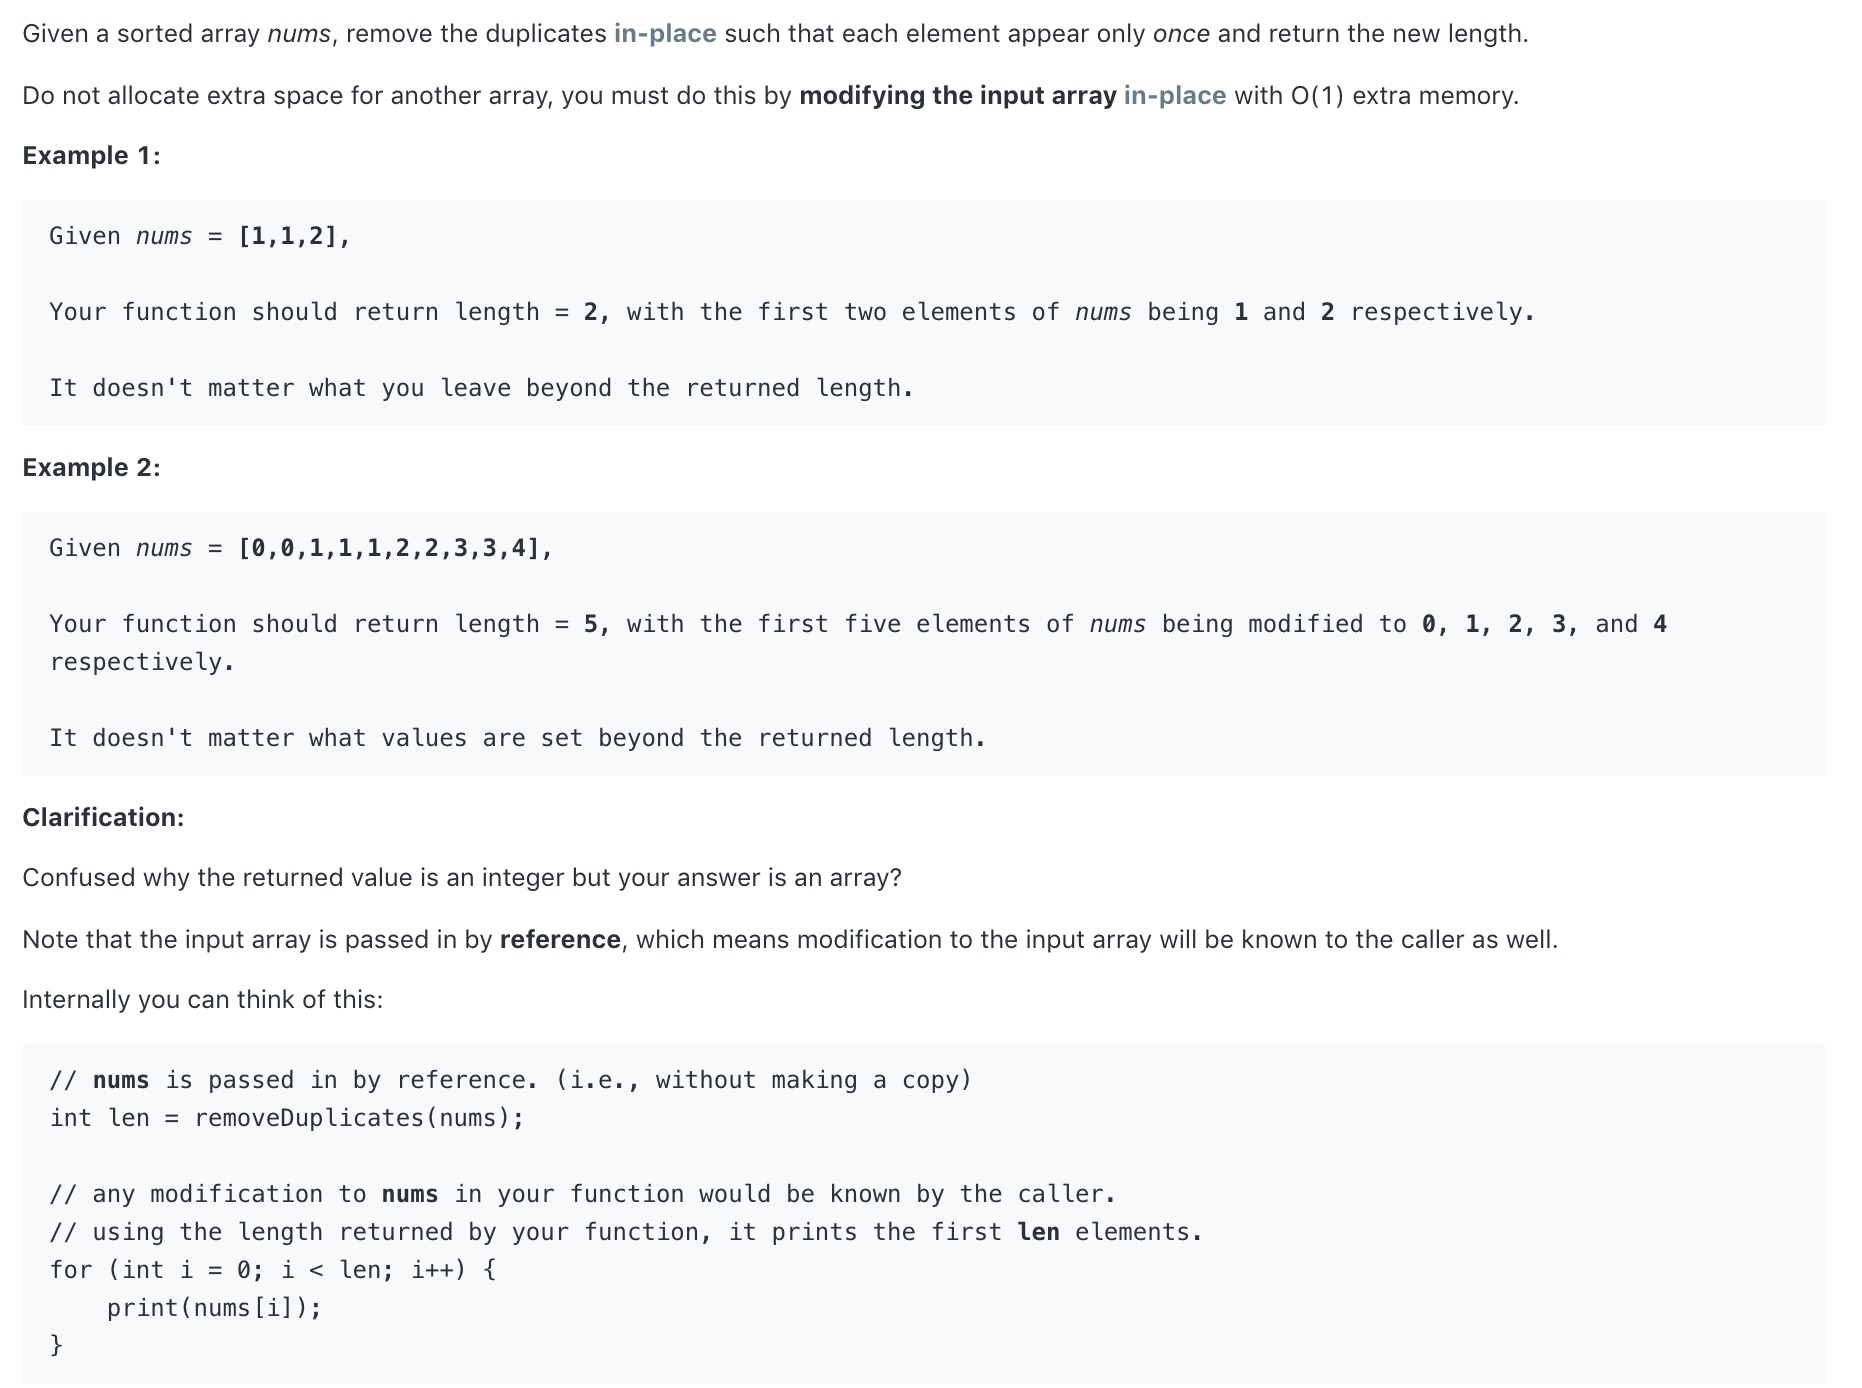 Given a sorted array nums, remove the duplicates in-place such that each element appear only once and return the new length.
Do not allocate extra space for another array, you must do this by modifying the input array in-place with O(1) extra memory.
Example 1:
Given nums = [1,1,2],
Your function should return length = 2, with the first two elements of nums being 1 and 2 respectively.
It doesn't matter what you leave beyond the returned length.
Example 2:
Given nums = [0,0,1,1,1,2,2,3,3,4],
Your function should return length = 5, with the first five elements of nums being modified to 0, 1, 2, 3, and 4
respectively.
It doesn't matter what values are set beyond the returned length.
Clarification:
Confused why the returned value is an integer but your answer is an array?
Note that the input array is passed in by reference, which means modification to the input array will be known to the caller as well.
Internally you can think of this:
// nums is passed in by reference. (i.e., without making a copy)
int len = removeDuplicates(nums);
// any modification to nums in your function would be known by the caller.
// using the length returned by your function, it prints the first len elements.
for (int i = 0; i < len; i++) {
    print(nums[i]);
}